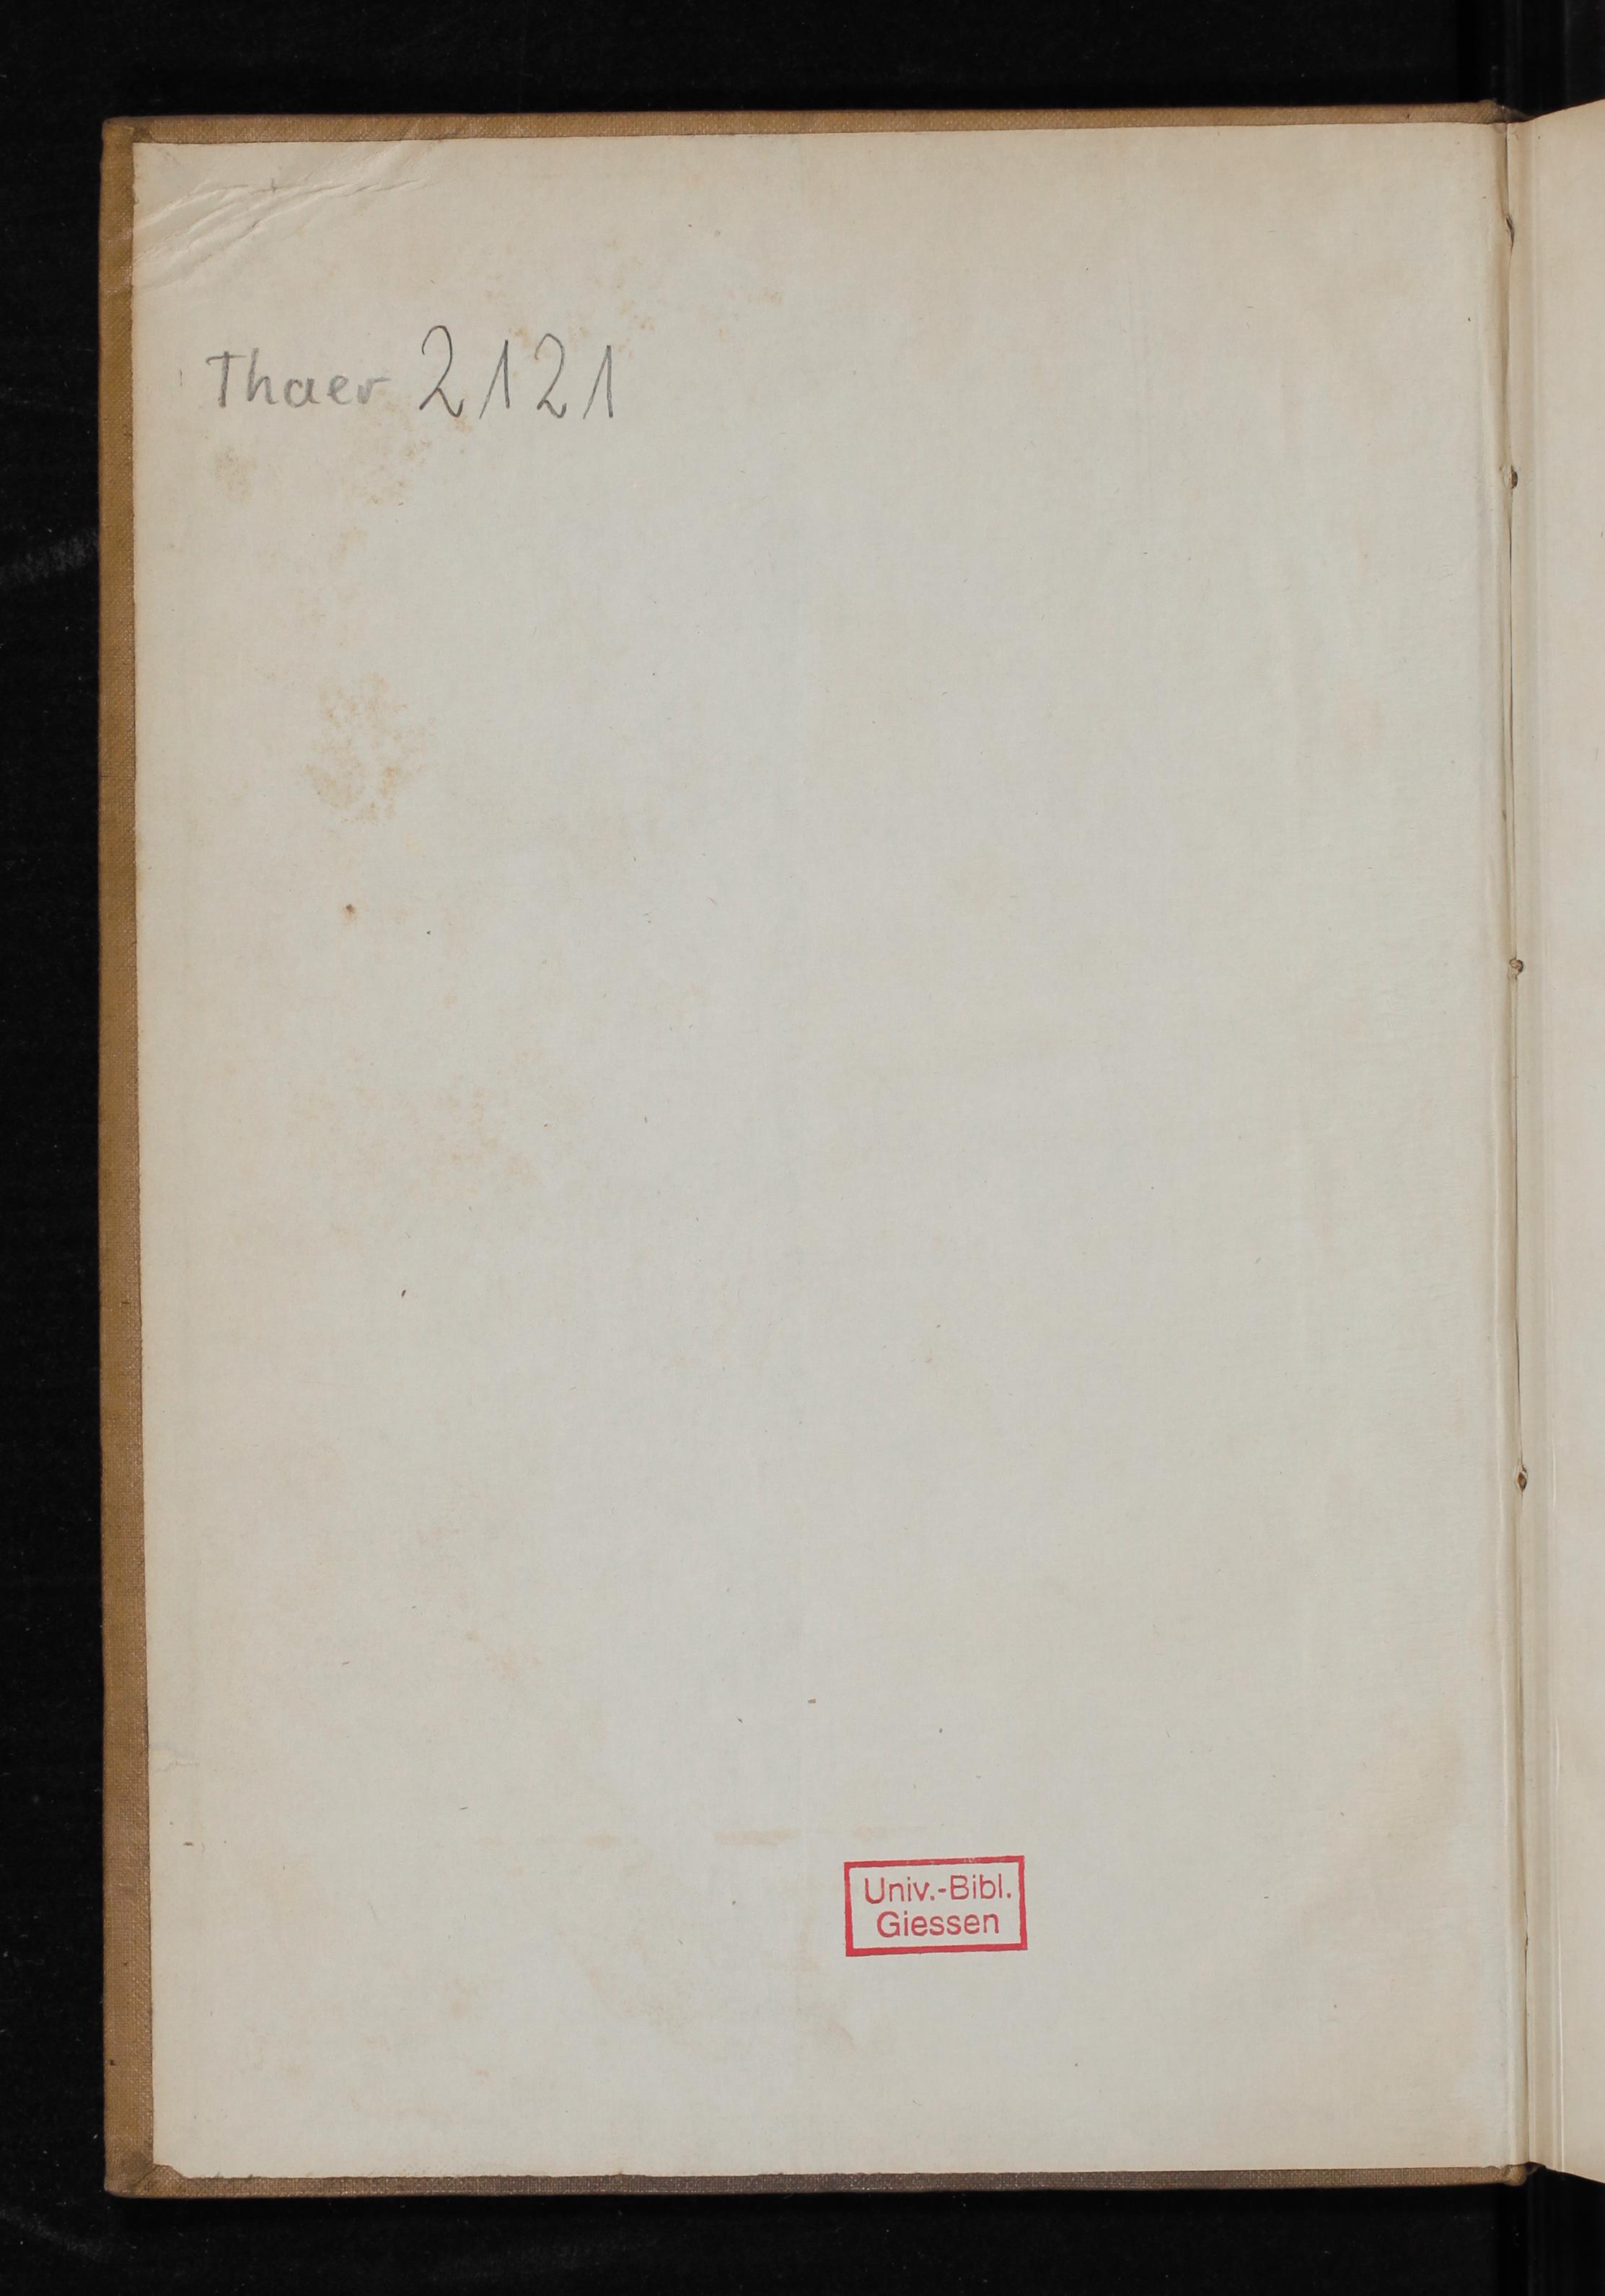 Thaer 2121
Univ.-Bibl.
Giessen